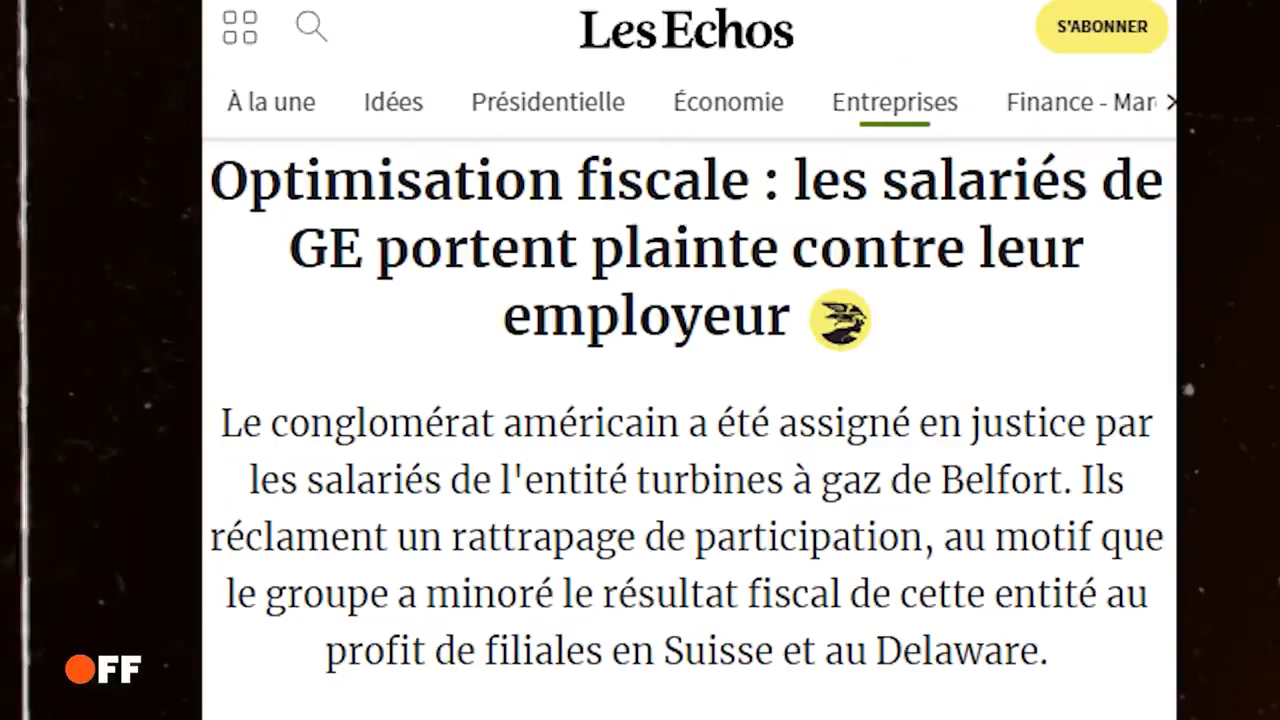 Les Echos
S'ABONNER
À la une Idées Présidentielle Économie Entreprises Finance - Mar
Optimisation fiscale : les salariés de
GE portent plainte contre leur
employeur
Le conglomérat américain a été assigné en justice par
les salariés de l'entité turbines à gaz de Belfort. Ils
réclament un rattrapage de participation, au motif que
le groupe a minoré le résultat fiscal de cette entité au
profit de filiales en Suisse et au Delaware.
OFF